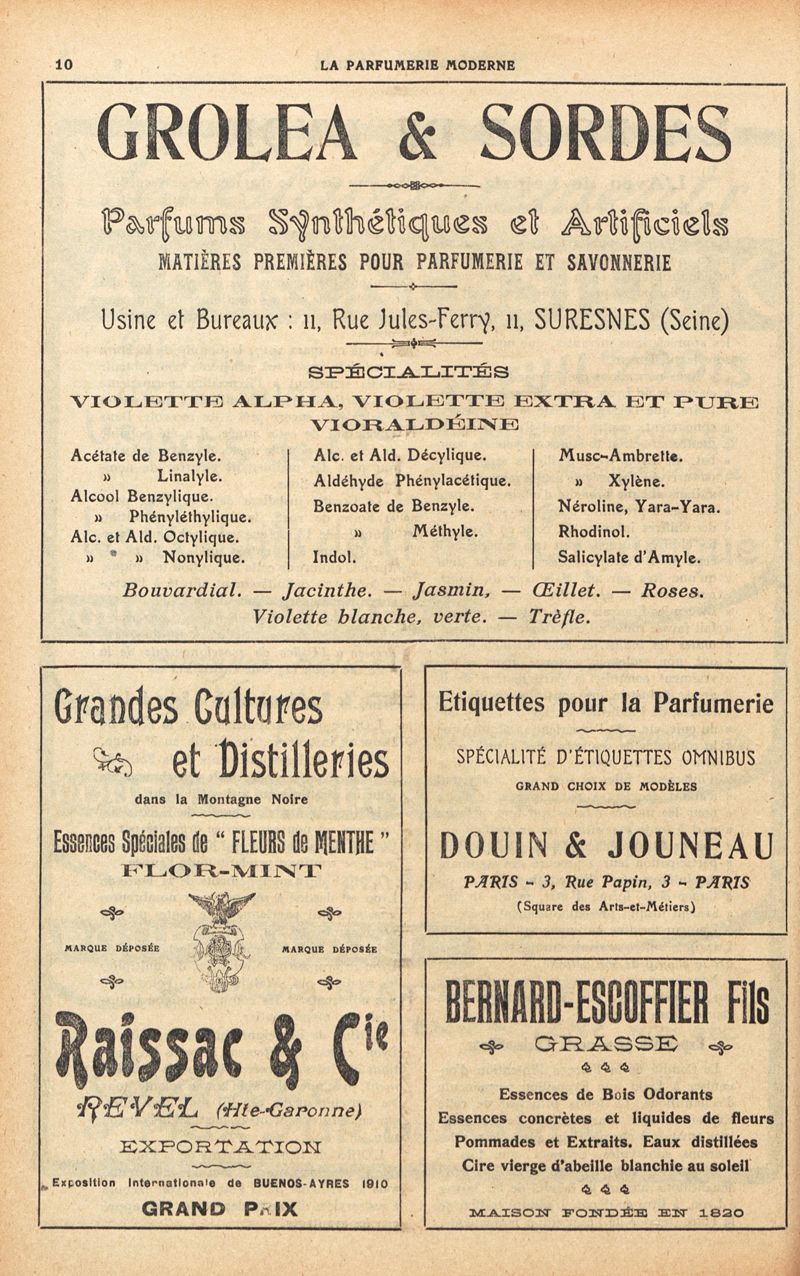 10
LA PARFUMERIE MODERNE
GROLEA & SORDES
Parfums Synthétiques et Artificiels
MATIÈRES PREMIÈRES POUR PARFUMERIE ET SAVONNERIE
Usine et Bureaux : 11, Rue Jules-Ferry, 11, SURESNES (Seine)
SPÉCIALITÉS
VIOLETTE ALPHA, VIOLETTE EXTRA ET PURE
VIORALDÉINE
Acétate de Benzyle.
» Linalyle.
Alcool Benzylique.
» Phényléthylique.
Alc. et Ald. Octylique.
» » » Nonylique.
Alc. et Ald. Décylique.
Aldéhyde Phénylacétique.
Benzoate de Benzyle.
» Méthyle.
Indol.
Musc-Ambrette.
» Xylène.
Néroline, Yara-Yara.
Rhodinol.
Salicylate d'Amyle.
Bouvardial. — Jacinthe. — Jasmin, — Œillet. — Roses.
Violette blanche, verte. — Trèfle.
Grandes Cultures
et Distilleries
dans la Montagne Noire
Essences Spéciales de “ FLEURS de MENTHE ”
FLOR-MINT
MARQUE DÉPOSÉE
MARQUE DÉPOSÉE
Raissac & Cie
REVEL (Hte-Garonne)
EXPORTATION
Exposition Internationale de BUENOS-AYRES 1910
GRAND PRIX
Etiquettes pour la Parfumerie
SPÉCIALITÉ D'ÉTIQUETTES OMNIBUS
GRAND CHOIX DE MODÈLES
DOUIN & JOUNEAU
PARIS - 3, Rue Papin, 3 - PARIS
(Square des Arts-et-Métiers)
BERNARD-ESCOFFIER Fils
GRASSE
Essences de Bois Odorants
Essences concrètes et liquides de fleurs
Pommades et Extraits. Eaux distillées
Cire vierge d'abeille blanchie au soleil
MAISON FONDÉE EN 1820